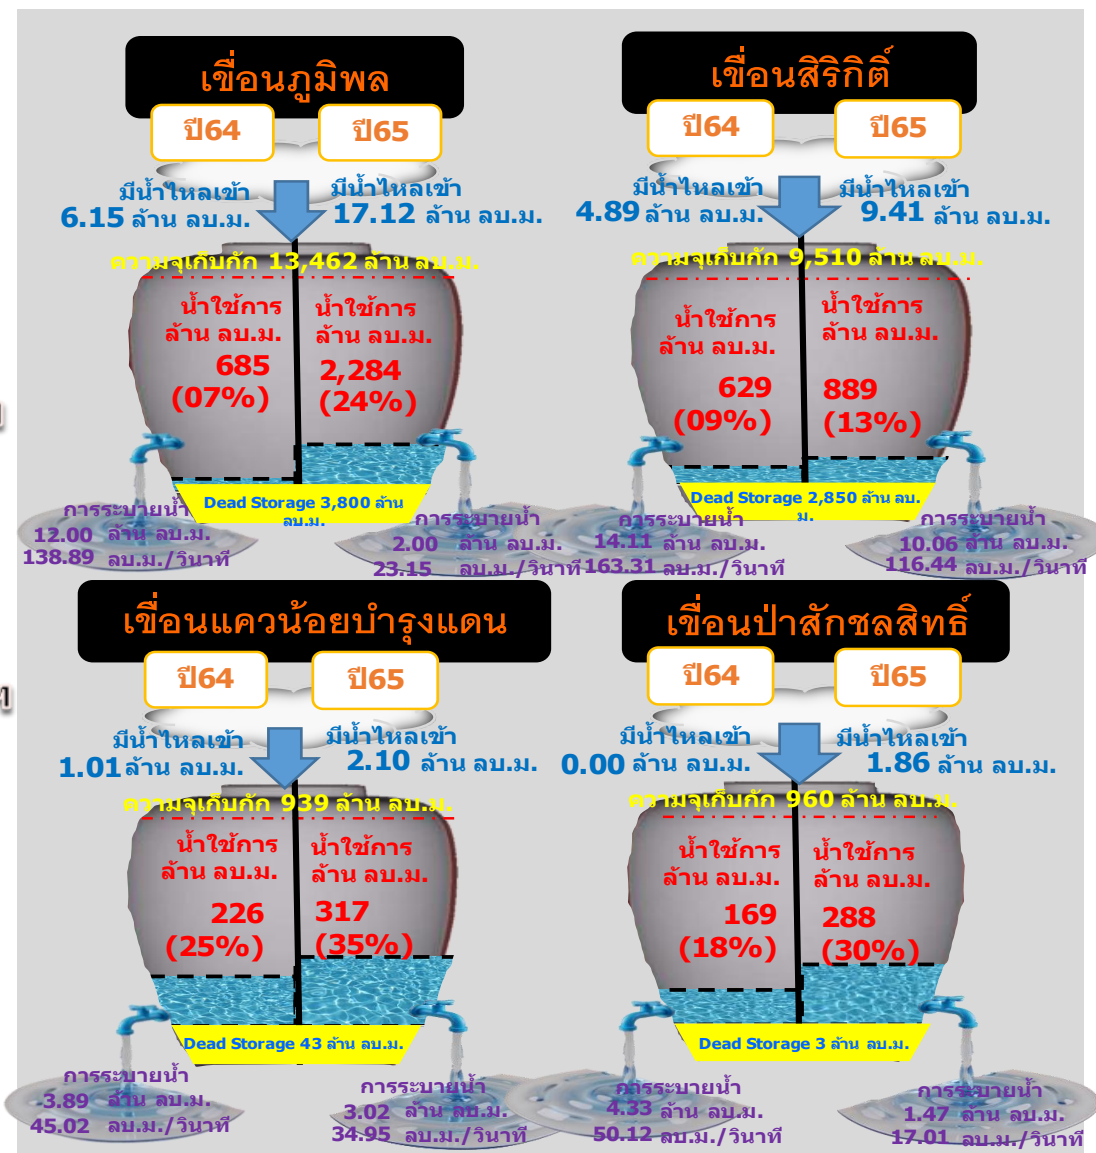 เขื่อนภูมิพล
ปี64
ปี65
มีน้ำไหลเข้า
6.15 ล้าน ลบ.ม.
มีน้ำไหลเข้า
17.12 ล้าน ลบ.ม.
ความจุเก็บกัก 13,462 ล้าน ลบ.ม.
น้ำใช้การ
ล้าน ลบ.ม.
685
(07%)
น้ำใช้การ
ล้าน ลบ.ม.
2,284
(24%)
Dead Storage 3,800 ล้าน
ลบ.ม.
การระบายน้ำ
12.00 ล้าน ลบ.ม.
138.89 ลบ.ม./วินาที
การระบายน้ำ
2.00 ล้าน ลบ.ม.
23.15 ลบ.ม./วินาที
เขื่อนสิริกิติ์
ปี64
ปี65
มีน้ำไหลเข้า
4.89 ล้าน ลบ.ม.
มีน้ำไหลเข้า
9.41 ล้าน ลบ.ม.
ความจุเก็บกัก 9,510 ล้าน ลบ.ม.
น้ำใช้การ
ล้าน ลบ.ม.
629
(09%)
น้ำใช้การ
ล้าน ลบ.ม.
889
(13%)
Dead Storage 2,850 ล้าน ลบ.
ม.
การระบายน้ำ
14.11 ล้าน ลบ.ม.
163.31 ลบ.ม./วินาที
การระบายน้ำ
10.06 ล้าน ลบ.ม.
116.44 ลบ.ม./วินาที
เขื่อนแควน้อยบำรุงแดน
ปี64
ปี65
มีน้ำไหลเข้า
1.01 ล้าน ลบ.ม.
มีน้ำไหลเข้า
2.10 ล้าน ลบ.ม.
ความจุเก็บกัก 939 ล้าน ลบ.ม.
น้ำใช้การ
ล้าน ลบ.ม.
226
(25%)
น้ำใช้การ
ล้าน ลบ.ม.
317
(35%)
Dead Storage 43 ล้าน ลบ.ม.
การระบายน้ำ
3.89 ล้าน ลบ.ม.
45.02 ลบ.ม./วินาที
การระบายน้ำ
3.02 ล้าน ลบ.ม.
34.95 ลบ.ม./วินาที
เขื่อนป่าสักชลสิทธิ์
ปี64
ปี65
มีน้ำไหลเข้า
0.00 ล้าน ลบ.ม.
มีน้ำไหลเข้า
1.86 ล้าน ลบ.ม.
ความจุเก็บกัก 960 ล้าน ลบ.ม.
น้ำใช้การ
ล้าน ลบ.ม.
169
(18%)
น้ำใช้การ
ล้าน ลบ.ม.
288
(30%)
Dead Storage 3 ล้าน ลบ.ม.
การระบายน้ำ
4.33 ล้าน ลบ.ม.
50.12 ลบ.ม./วินาที
การระบายน้ำ
1.47 ล้าน ลบ.ม.
17.01 ลบ.ม./วินาที